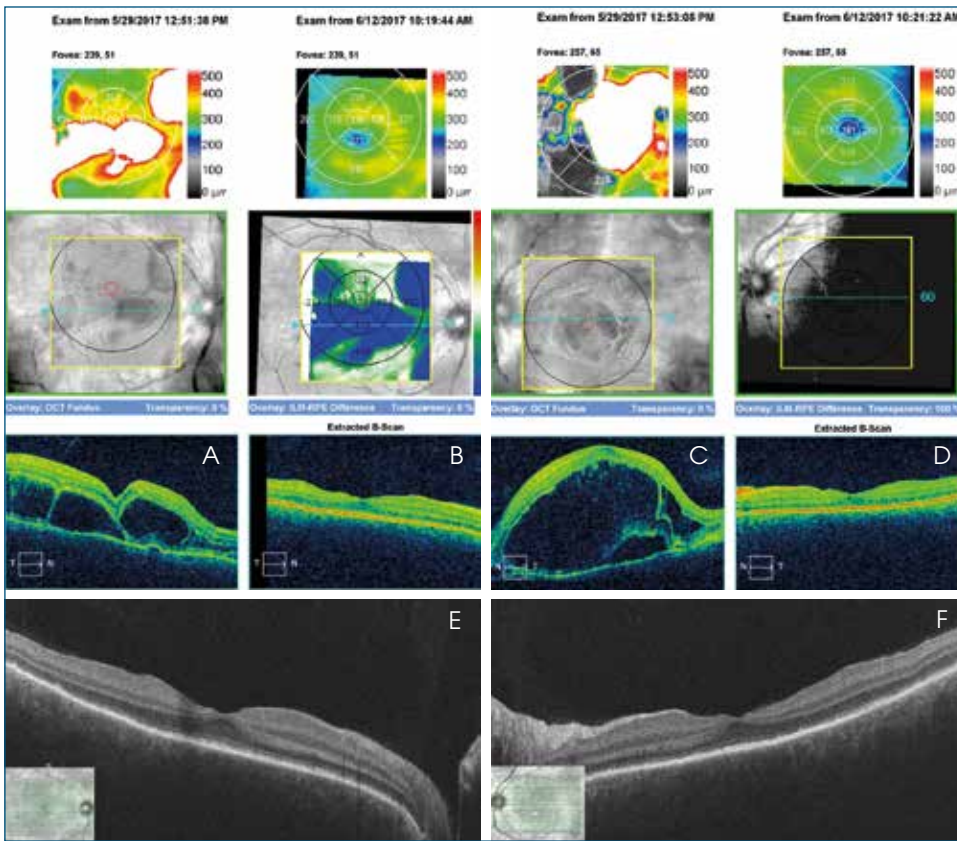 Exam from 5/29/2017 12:51:38 PM
Exam from 6/12/2017 10:19:44 AM
Exam from 5/29/2017 12:53:05 PM
Exam from 6/12/2017 10:21:22 AM
Fovea: 239, 51
Fovea: 239, 51
Fovea: 257, 65
Fovea: 257, 65
500
400
300
200
100
0 µm
500
400
300
200
100
0 µm
500
400
300
200
100
0 µm
500
400
300
200
100
0 µm
60
Overlay: OCT Fundus Transparency: 0 %
Overlay: ILM-RPE Difference Transparency: 0 %
Overlay: OCT Fundus Transparency: 0 %
Overlay: ILM-RPE Difference Transparency: 100 %
Extracted B-Scan
Extracted B-Scan
A
B
C
D
T N
T N
N T
N T
E
F